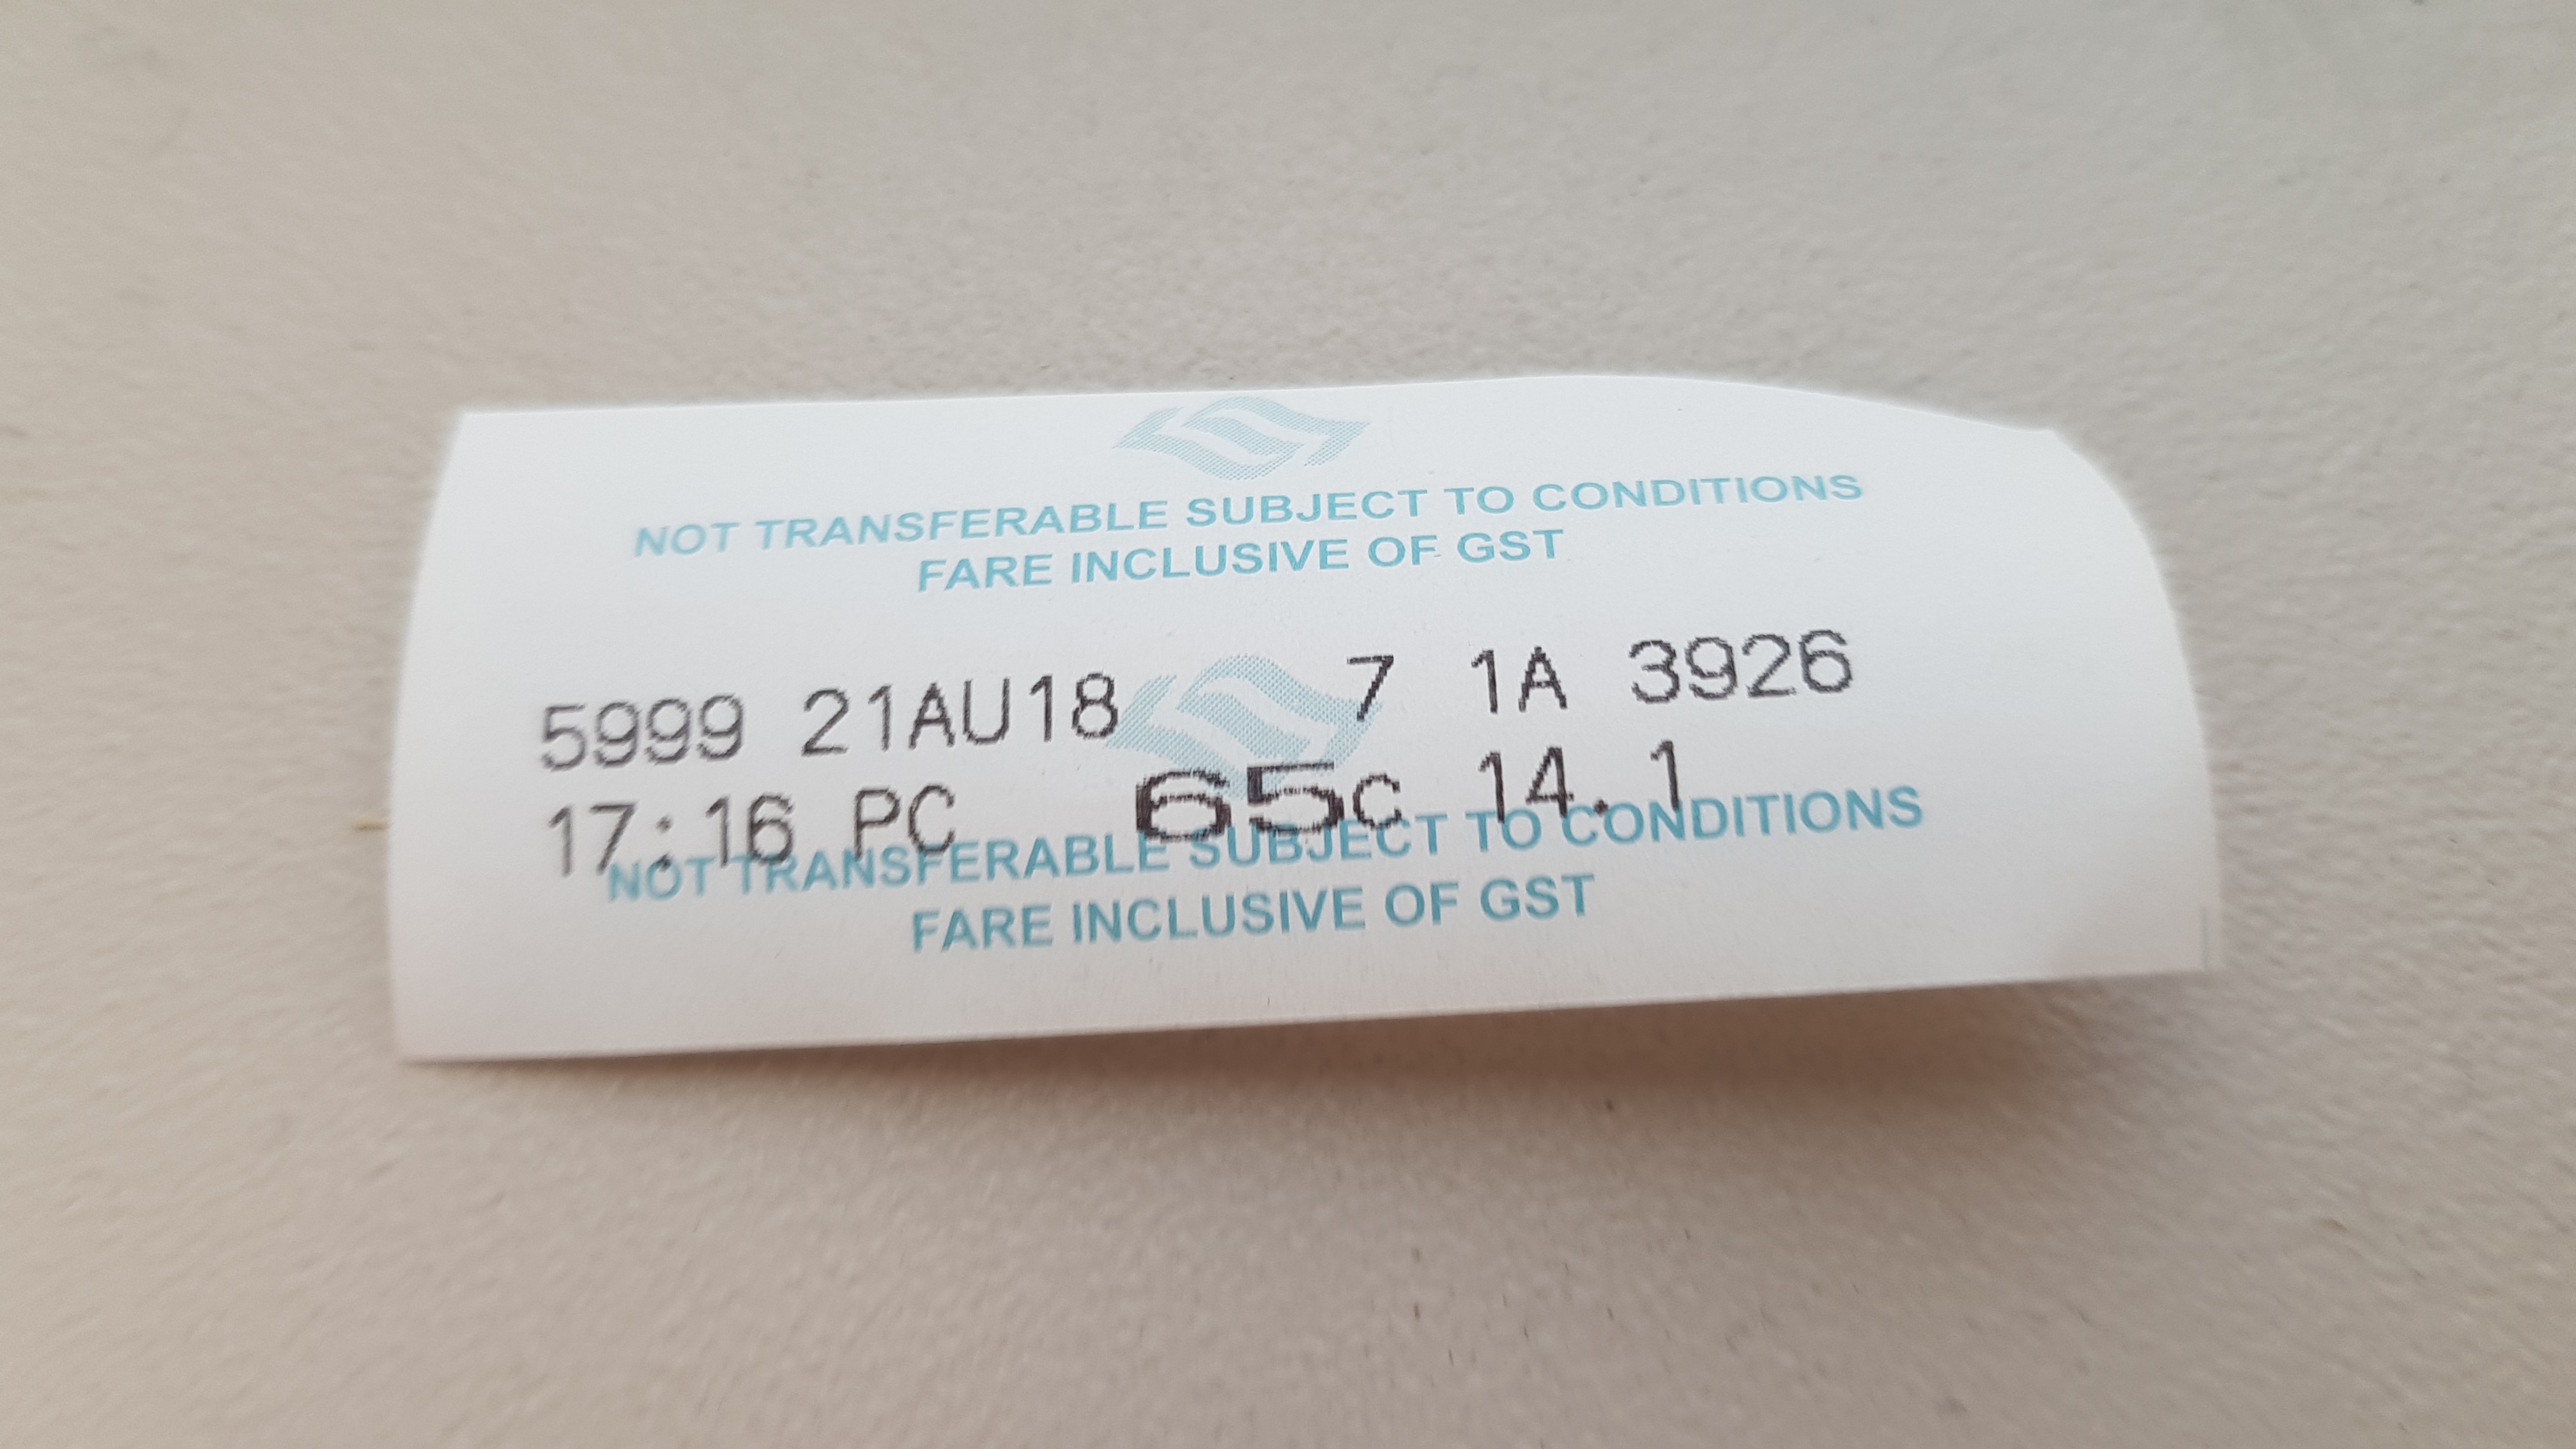 NOT TRANSFERABLE SUBJECT TO CONDITIONS
FARE INCLUSIVE OF GST
5999 21AU18 7 1A 3926
17:16 PC 65c 14.1
NOT TRANSFERABLE SUBJECT TO CONDITIONS
FARE INCLUSIVE OF GST